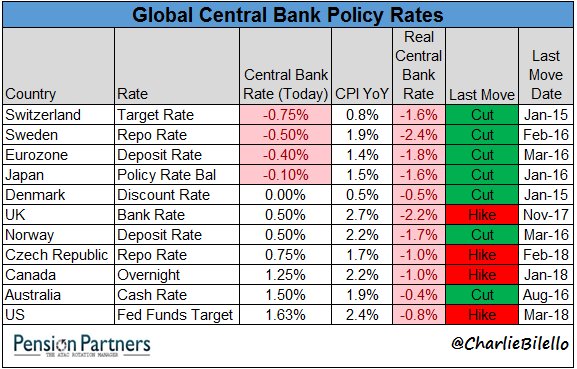 Global Central Bank Policy Rates
Country Rate Central Bank Rate (Today) CPI YoY Real Central Bank Rate Last Move Last Move Date
Switzerland Target Rate -0.75% 0.8% -1.6% Cut Jan-15
Sweden Repo Rate -0.50% 1.9% -2.4% Cut Feb-16
Eurozone Deposit Rate -0.40% 1.4% -1.8% Cut Mar-16
Japan Policy Rate Bal -0.10% 1.5% -1.6% Cut Jan-16
Denmark Discount Rate 0.00% 0.5% -0.5% Cut Jan-15
UK Bank Rate 0.50% 2.7% -2.2% Hike Nov-17
Norway Deposit Rate 0.50% 2.2% -1.7% Cut Mar-16
Czech Republic Repo Rate 0.75% 1.7% -1.0% Hike Feb-18
Canada Overnight 1.25% 2.2% -1.0% Hike Jan-18
Australia Cash Rate 1.50% 1.9% -0.4% Cut Aug-16
US Fed Funds Target 1.63% 2.4% -0.8% Hike Mar-18
Pension Partners @CharlieBilello
THE ATAC ROTATION MANAGER